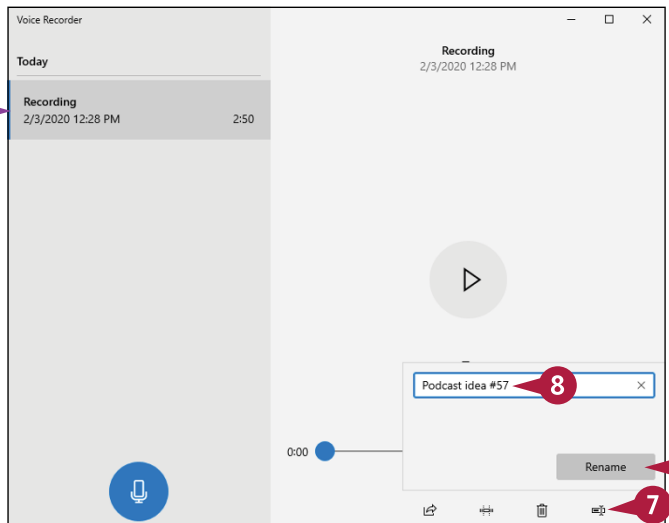 Voice Recorder
Today
Recording
2/3/2020 12:28 PM
2:50
Recording
2/3/2020 12:28 PM
Podcast idea #57
8
0:00
Rename
7